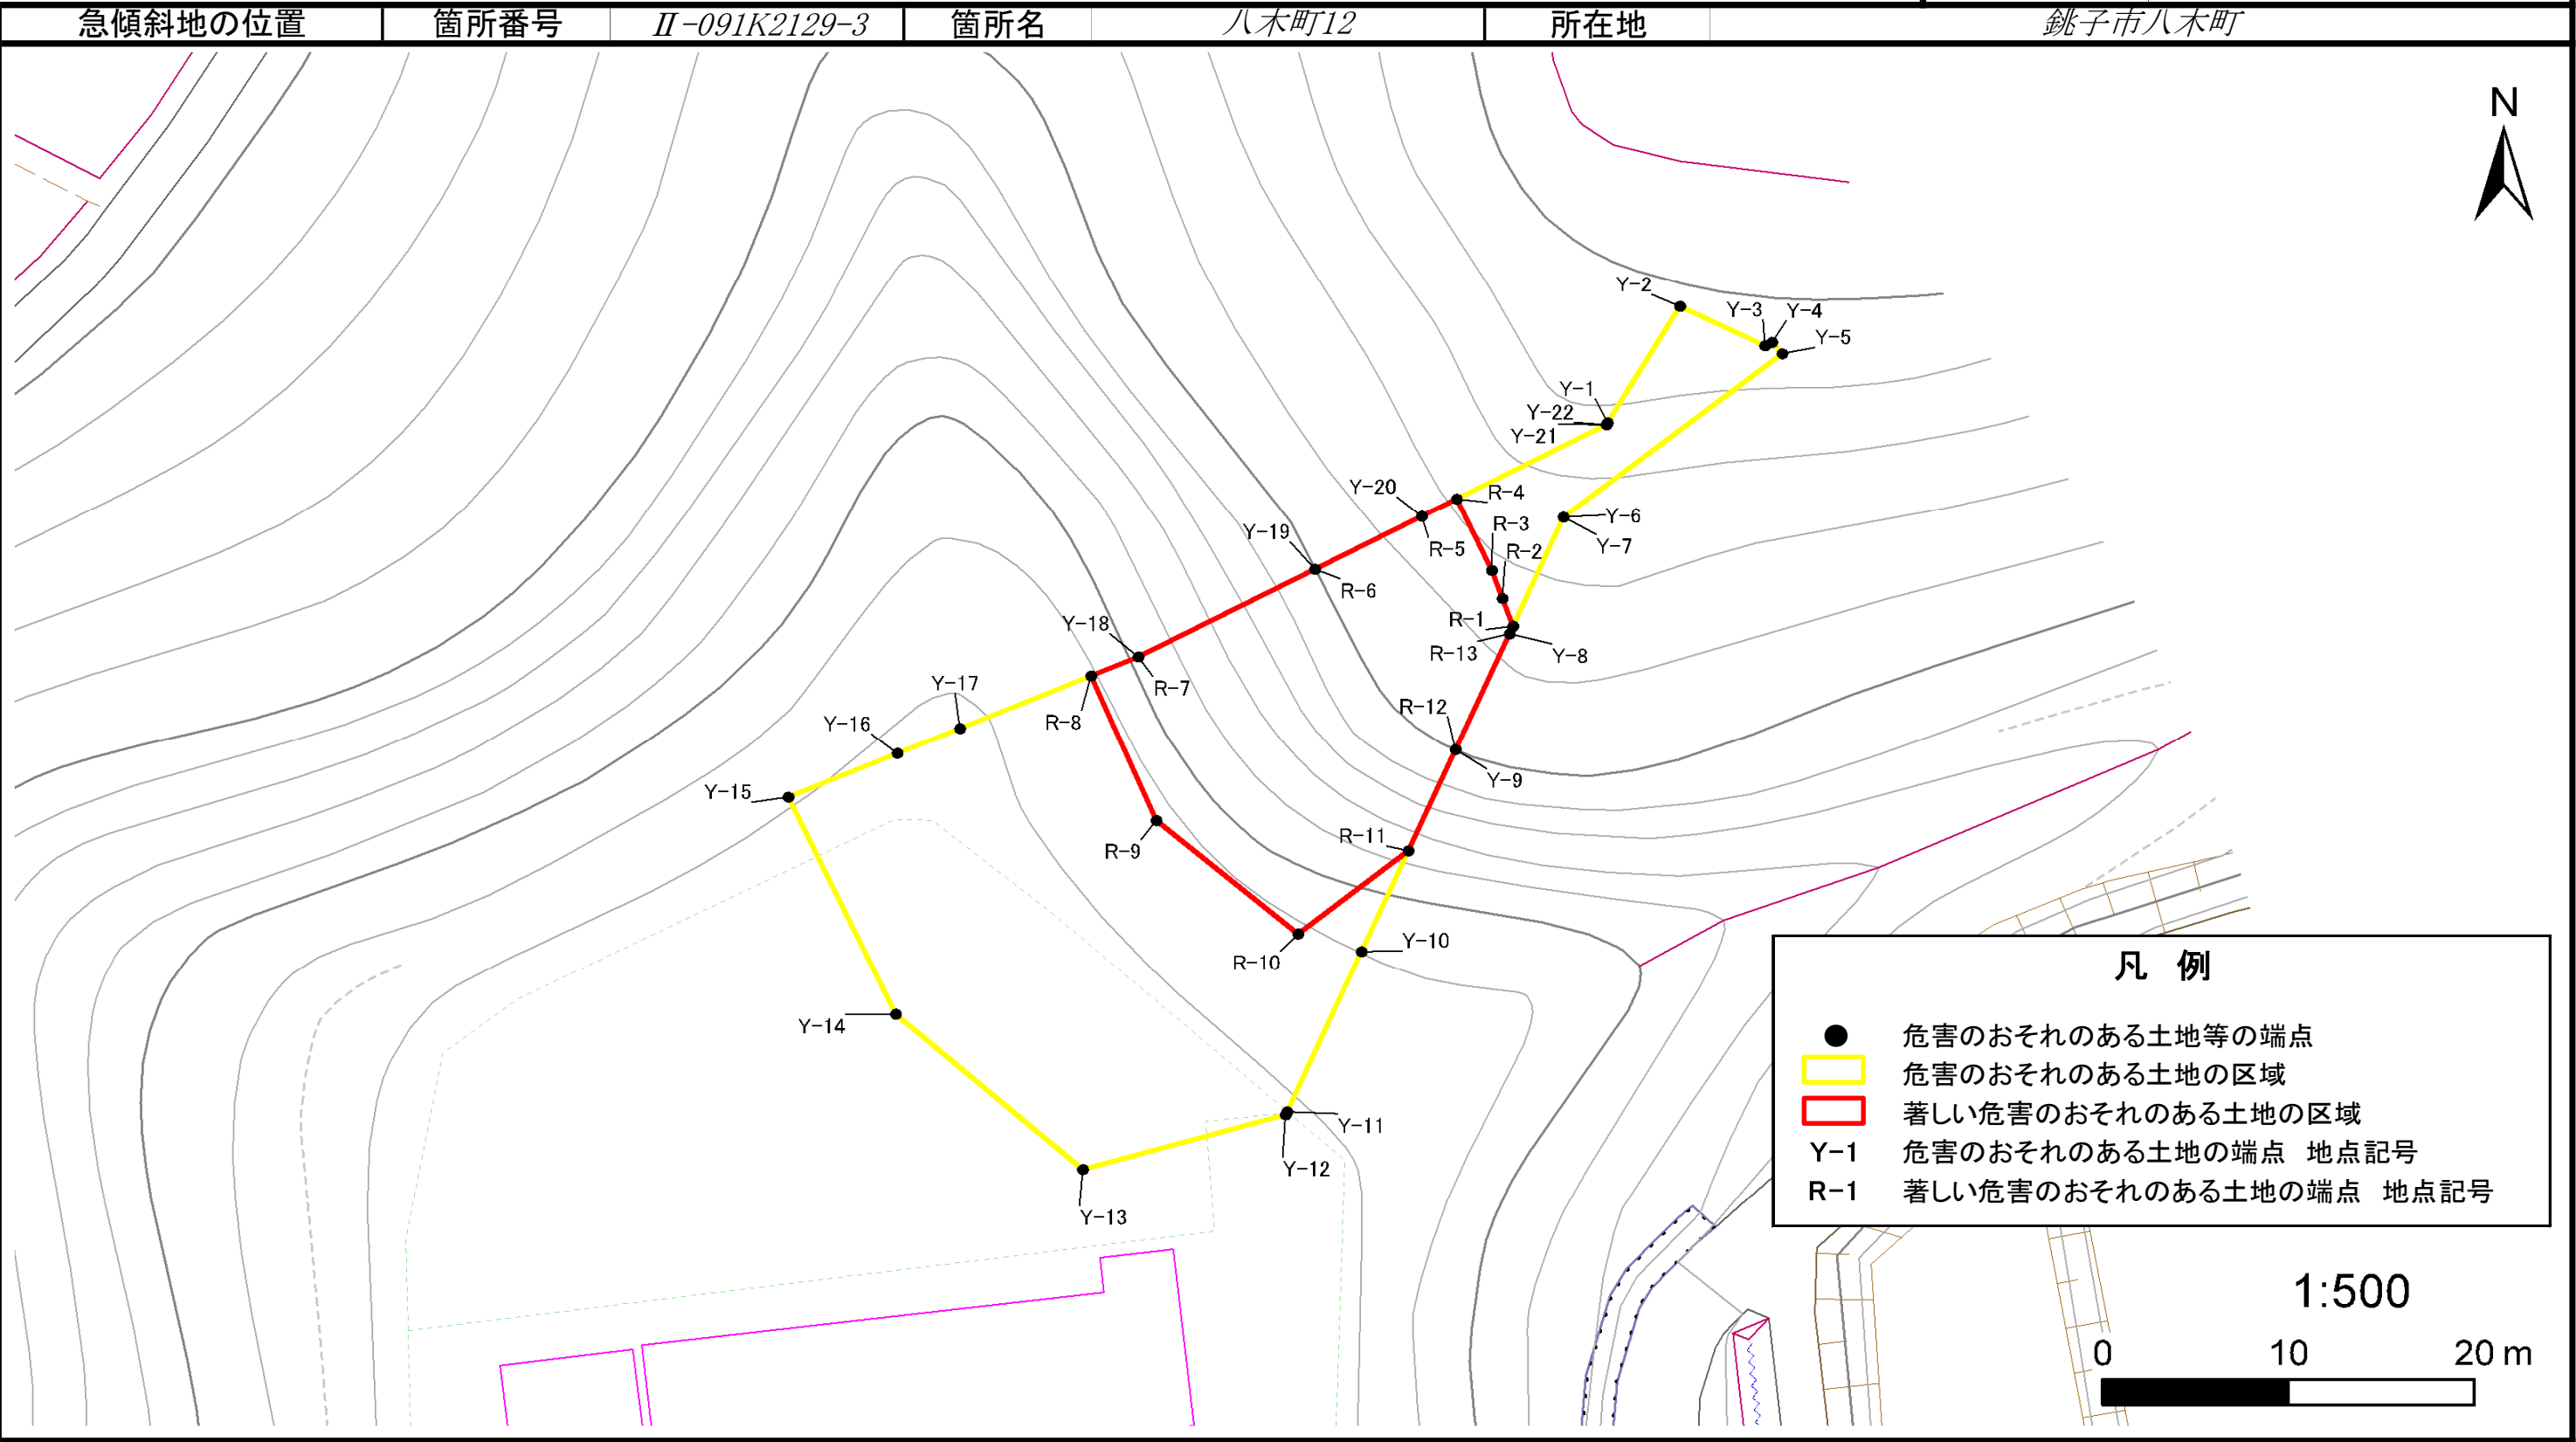 急傾斜地の位置 箇所番号 Ⅱ-091K2129-3 箇所名 八木町12 所在地 銚子市八木町
N
Y-2
Y-3 Y-4
Y-5
Y-1
Y-22
Y-21
Y-20 R-4
Y-6
R-3
Y-19
R-5 R-2 Y-7
R-6
Y-18 R-1
R-13 Y-8
Y-17 R-7
R-12
Y-16 R-8
Y-9
Y-15
R-11
R-9
Y-10
R-10
Y-14
Y-11
Y-12
Y-13
凡 例
危害のおそれのある土地等の端点
危害のおそれのある土地の区域
著しい危害のおそれのある土地の区域
Y-1 危害のおそれのある土地の端点 地点記号
R-1 著しい危害のおそれのある土地の端点 地点記号
1:500
0 10 20 m